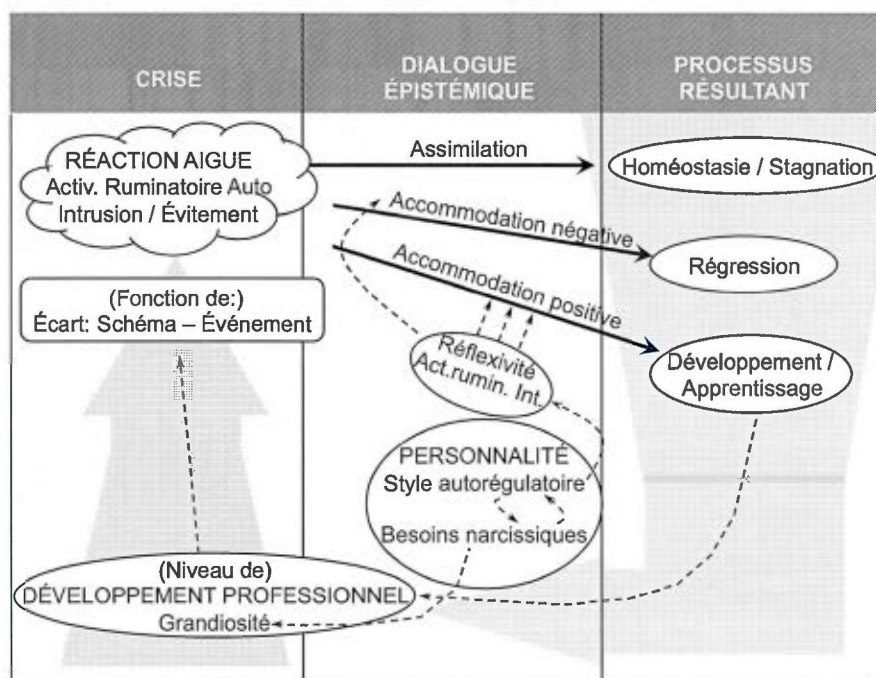 CRISE
DIALOGUE
ÉPISTÉMIQUE
PROCESSUS
RÉSULTANT
RÉACTION AIGUE
Activ. Ruminatoire Auto
Intrusion / Évitement
Assimilation
Homéostasie / Stagnation
Accommodation négative
Régression
Accommodation positive
(Fonction de:)
Écart: Schéma – Événement
Réflexivité
Act.rumin. Int.
Développement /
Apprentissage
PERSONNALITÉ
Style autorégulatoire
Besoins narcissiques
(Niveau de)
DÉVELOPPEMENT PROFESSIONNEL
Grandiosité